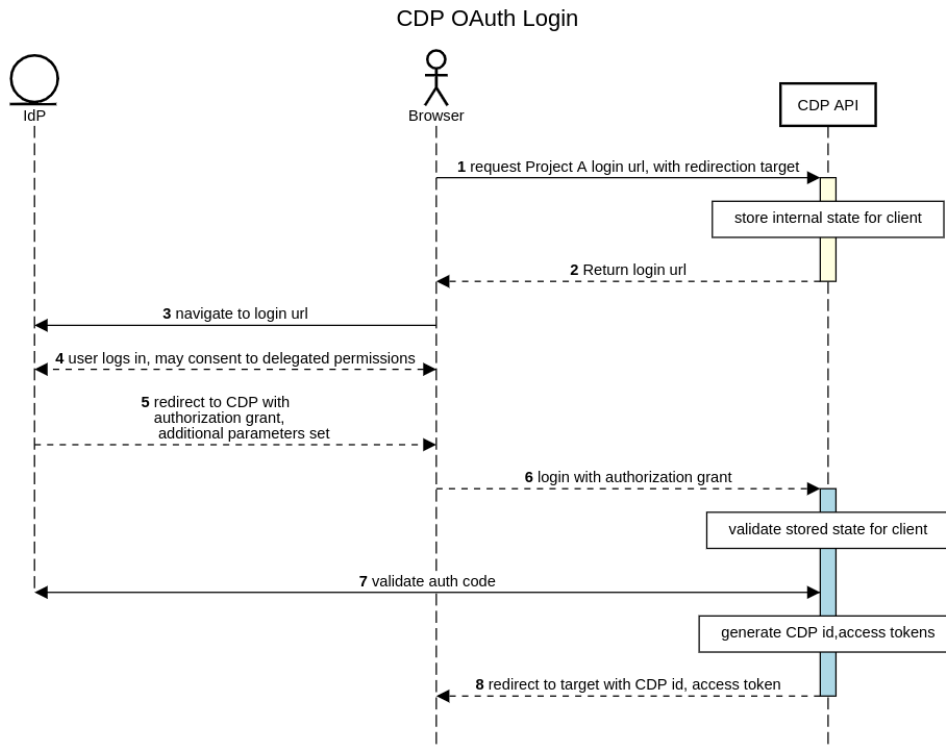 CDP OAuth Login
IdP
Browser
CDP API
1 request Project A login url, with redirection target
store internal state for client
2 Return login url
3 navigate to login url
4 user logs in, may consent to delegated permissions
5 redirect to CDP with
authorization grant,
additional parameters set
6 login with authorization grant
validate stored state for client
7 validate auth code
generate CDP id,access tokens
8 redirect to target with CDP id, access token